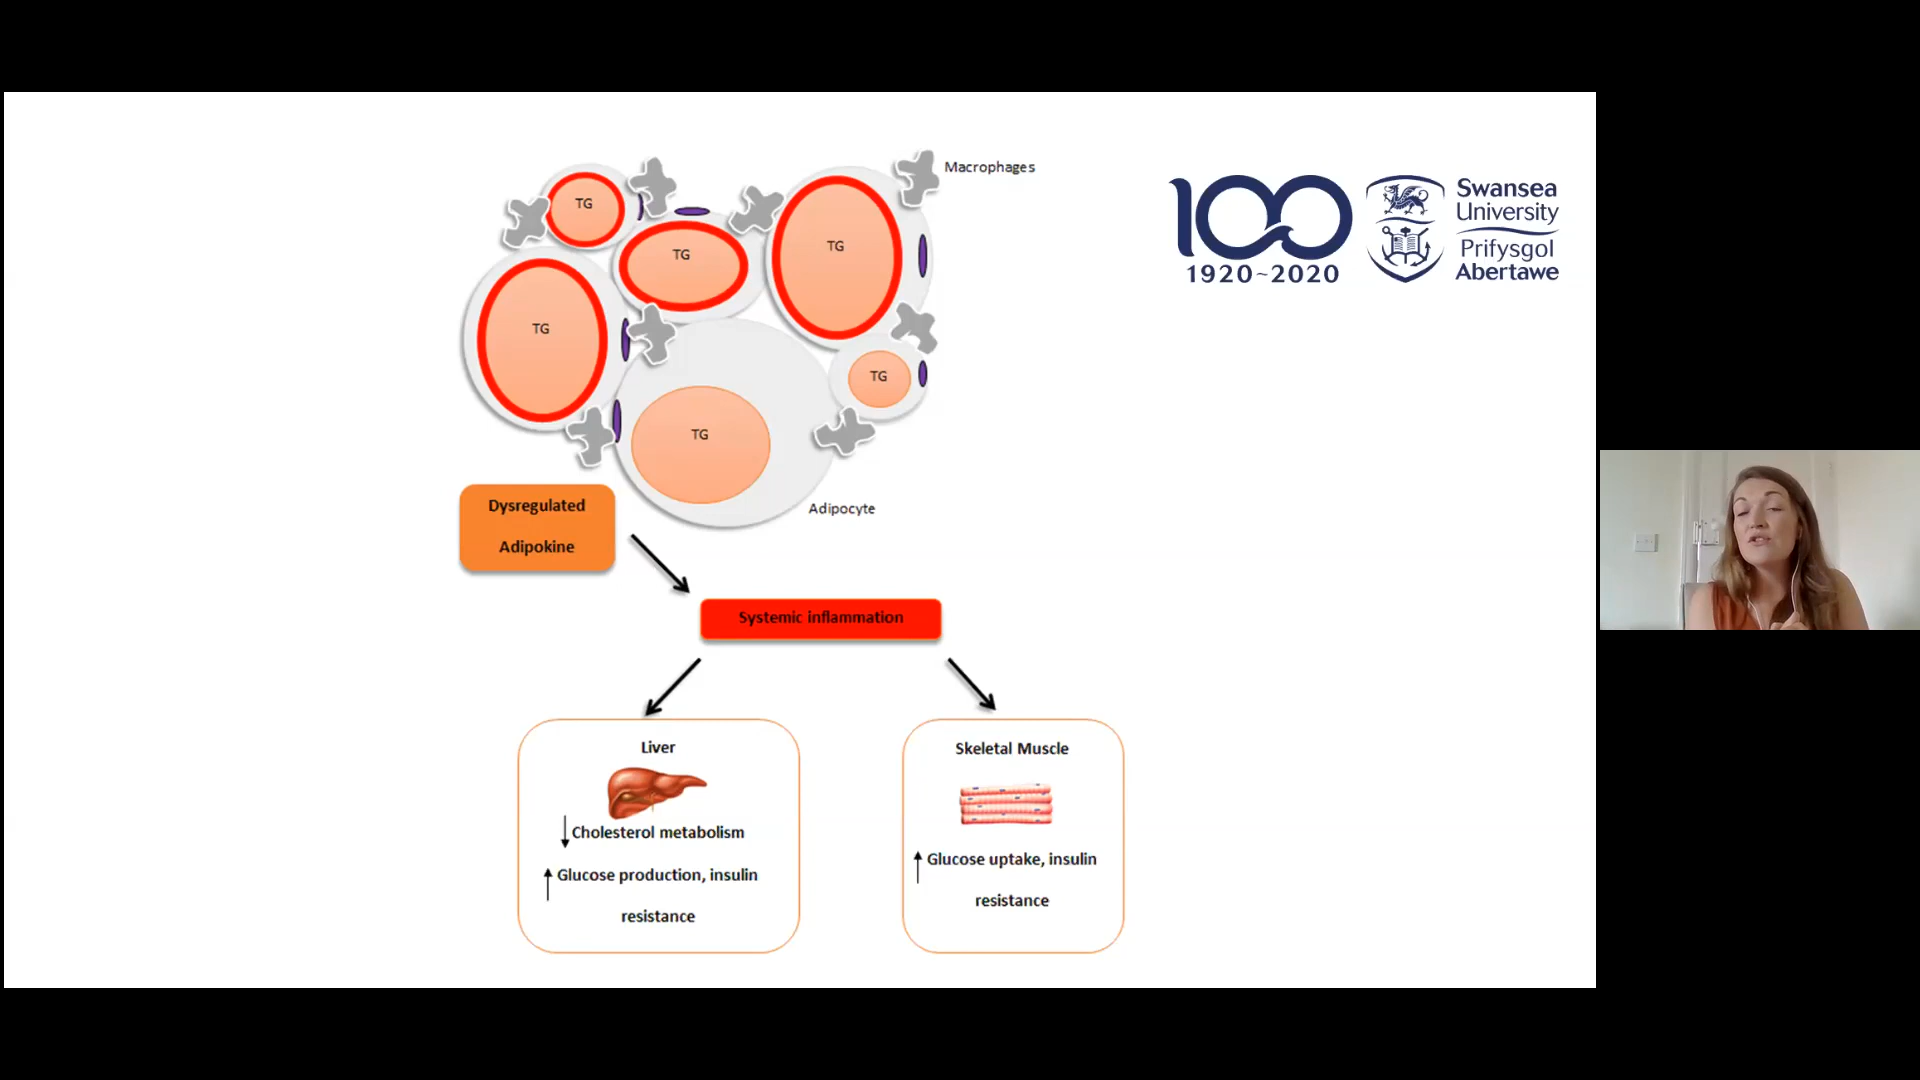 Macrophages
TG
TG
TG
TG
TG
TG
Adipocyte
100
1920~2020
Swansea
University
Prifysgol
Abertawe
Dysregulated
Adipokine
Systemic inflammation
Liver
Cholesterol metabolism
Glucose production, insulin
resistance
Skeletal Muscle
Glucose uptake, insulin
resistance